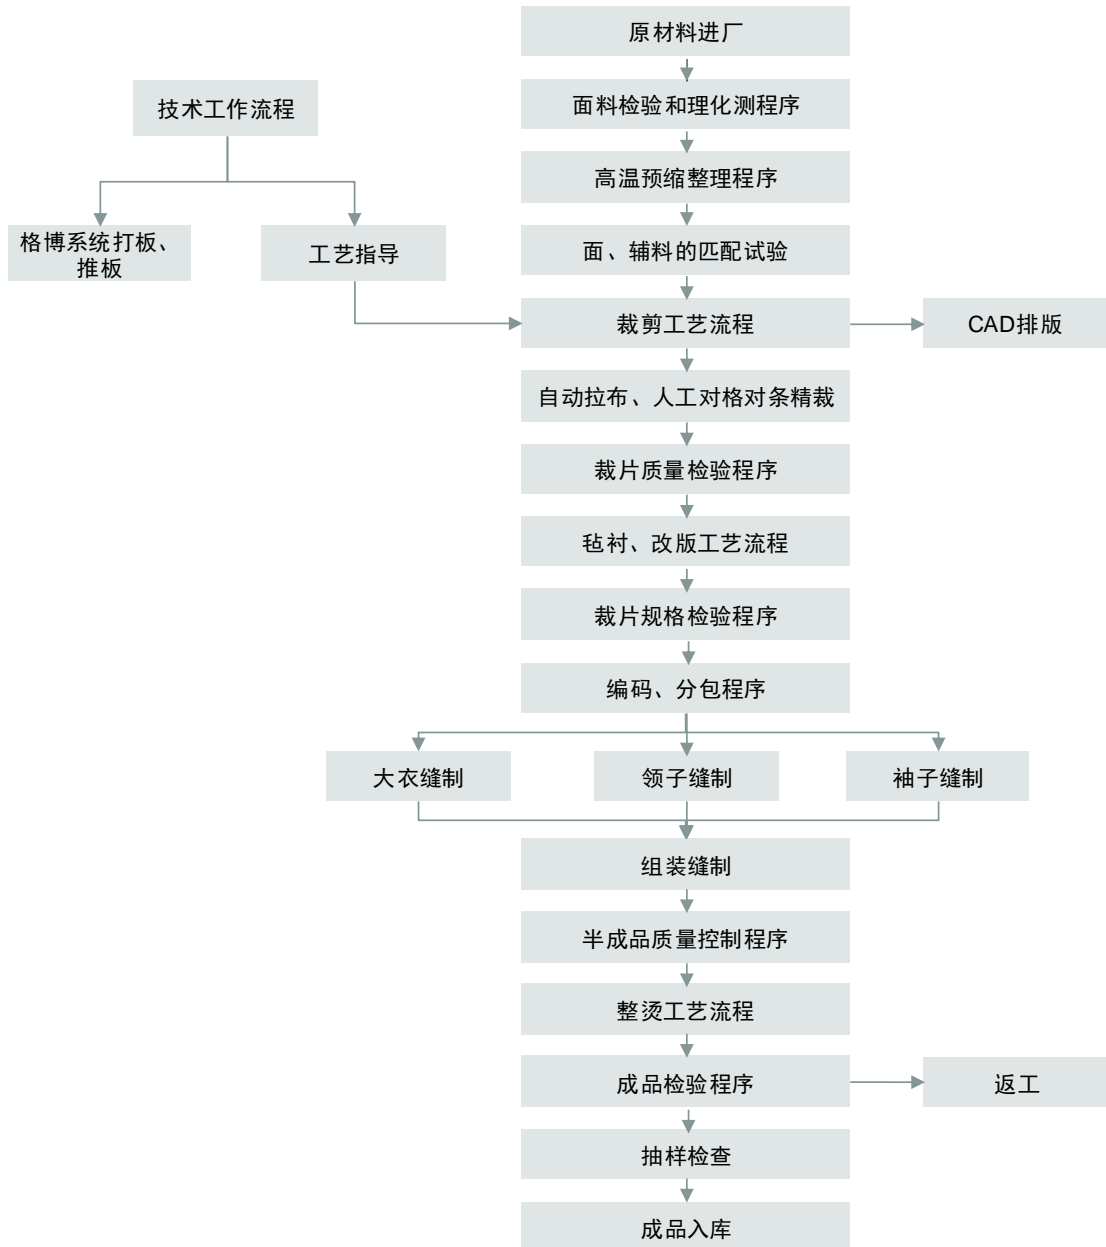 原材料进厂
技术工作流程
面料检验和理化测程序
高温预缩整理程序
格博系统打板、
推板
工艺指导
面、辅料的匹配试验
裁剪工艺流程
CAD排版
自动拉布、人工对格对条精裁
裁片质量检验程序
毡衬、改版工艺流程
裁片规格检验程序
编码、分包程序
大衣缝制
领子缝制
袖子缝制
组装缝制
半成品质量控制程序
整烫工艺流程
成品检验程序
返工
抽样检查
成品入库